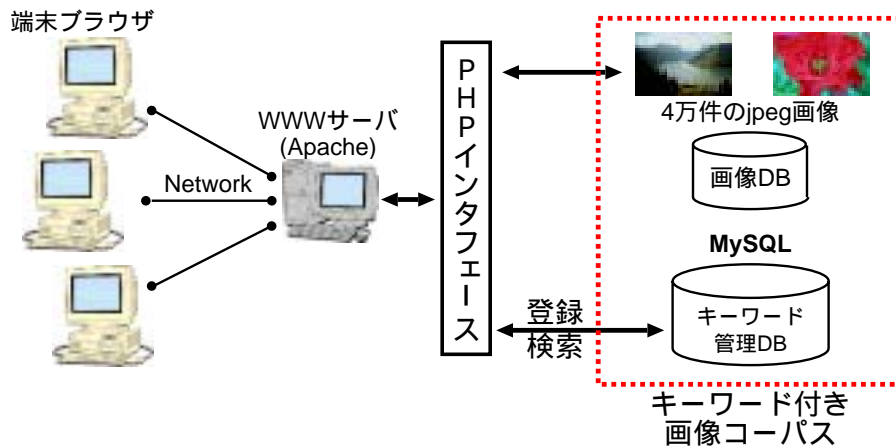 端末ブラウザ
WWWサーバ
(Apache)
Network
PHPインタフェース
4万件のjpeg画像
画像DB
MySQL
キーワード
管理DB
登録
検索
キーワード付き
画像コーパス